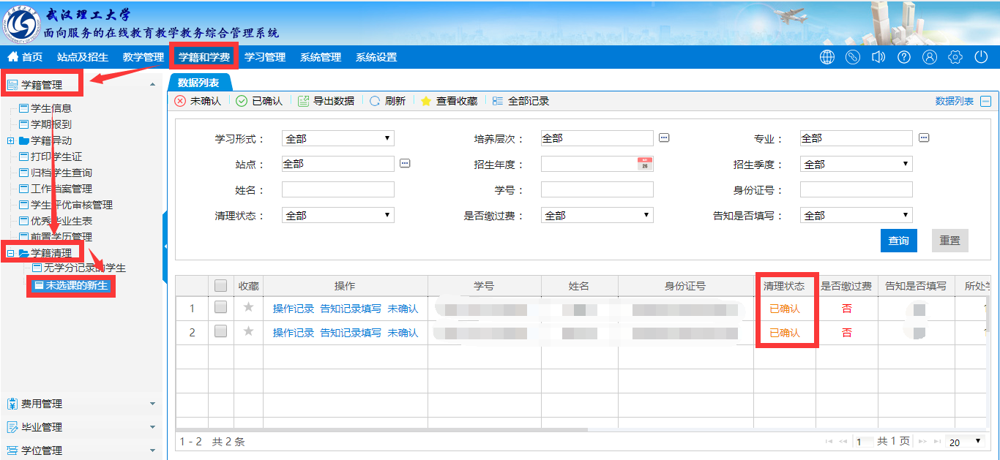 武汉理工大学
面向服务的在线教育教学教务综合管理系统
首页 站点及招生 教学管理 学籍和学费 学习管理 系统管理 系统设置
学籍管理
学生信息
学期报到
学籍异动
打印学生证
归档学生查询
工作档案管理
学生评优审核管理
优秀毕业生表
前置学历管理
学籍清理
无学分记录的学生
未选课的新生
费用管理
毕业管理
学位管理
数据列表
未确认 已确认 导出数据 刷新 查看收藏 全部记录 数据列表
学习形式： 全部 培养层次： 全部 专业： 全部
站点： 全部 招生年度： 招生季度： 全部
姓名： 学号： 身份证号：
清理状态： 全部 是否缴过费： 全部 告知是否填写： 全部
查询 重置
收藏 操作 学号 姓名 身份证号 清理状态 是否缴过费 告知是否填写 所处学
1 操作记录 告知记录填写 未确认 已确认 否
2 操作记录 告知记录填写 未确认 已确认 否
1 - 2 共 2 条 1 共 1 页 20